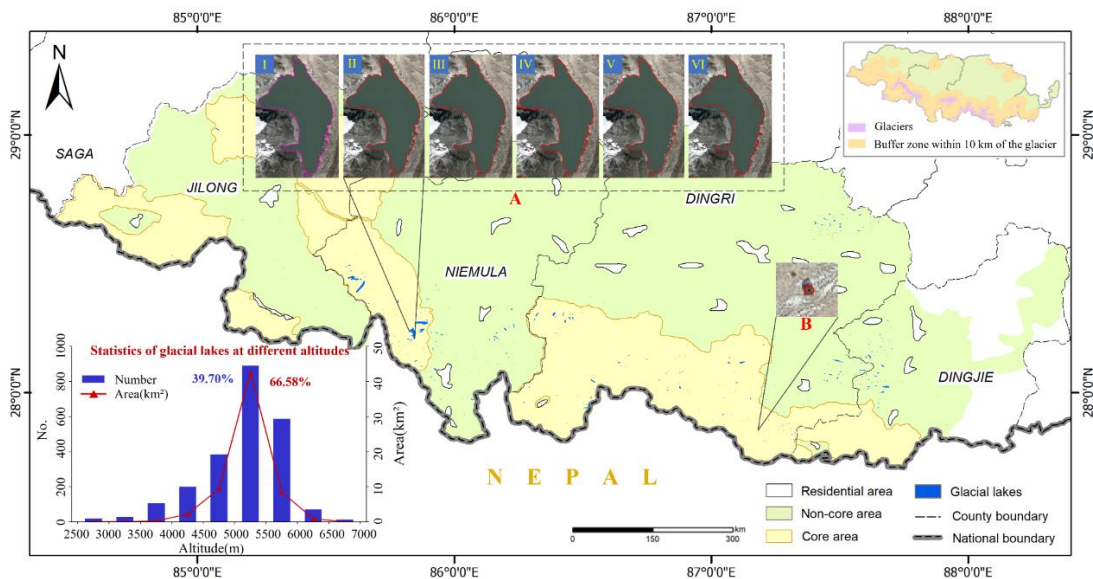 85°0'0"E
86°0'0"E
87°0'0"E
88°0'0"E
N
I
II
III
IV
V
VI
Glaciers
Buffer zone within 10 km of the glacier
29°0'0"N
29°0'0"N
SAGA
JILONG
A
DINGRI
NIEMULA
B
DINGJIE
28°0'0"N
28°0'0"N
Statistics of glacial lakes at different altitudes
Number
Area(km²)
39.70%
66.58%
1000
800
600
400
200
0
No.
50
40
30
20
10
0
Area(km²)
2500
3000
3500
4000
4500
5000
5500
6000
6500
7000
Altitude(m)
NEPAL
Residential area
Non-core area
Core area
Glacial lakes
County boundary
National boundary
0
150
300
km
85°0'0"E
86°0'0"E
87°0'0"E
88°0'0"E